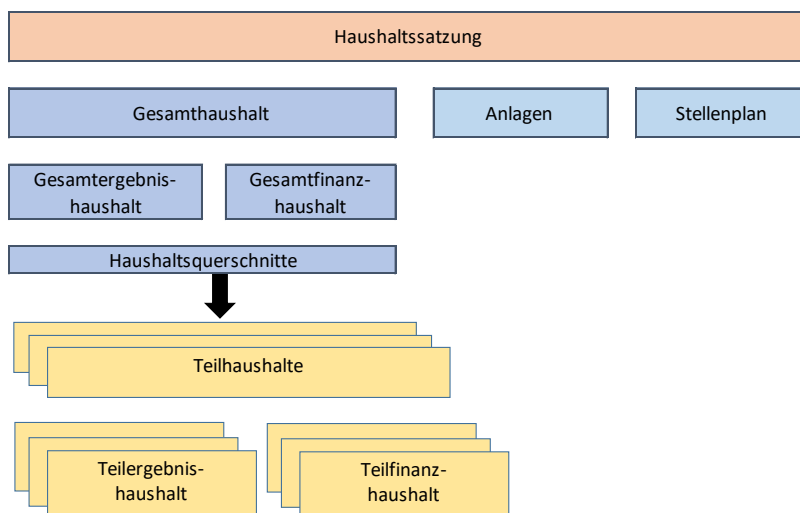 Haushaltssatzung
Gesamthaushalt
Anlagen
Stellenplan
Gesamtergebnis-
haushalt
Gesamtfinanz-
haushalt
Haushaltsquerschnitte
Teilhaushalte
Teilergebnis-
haushalt
Teilfinanz-
haushalt